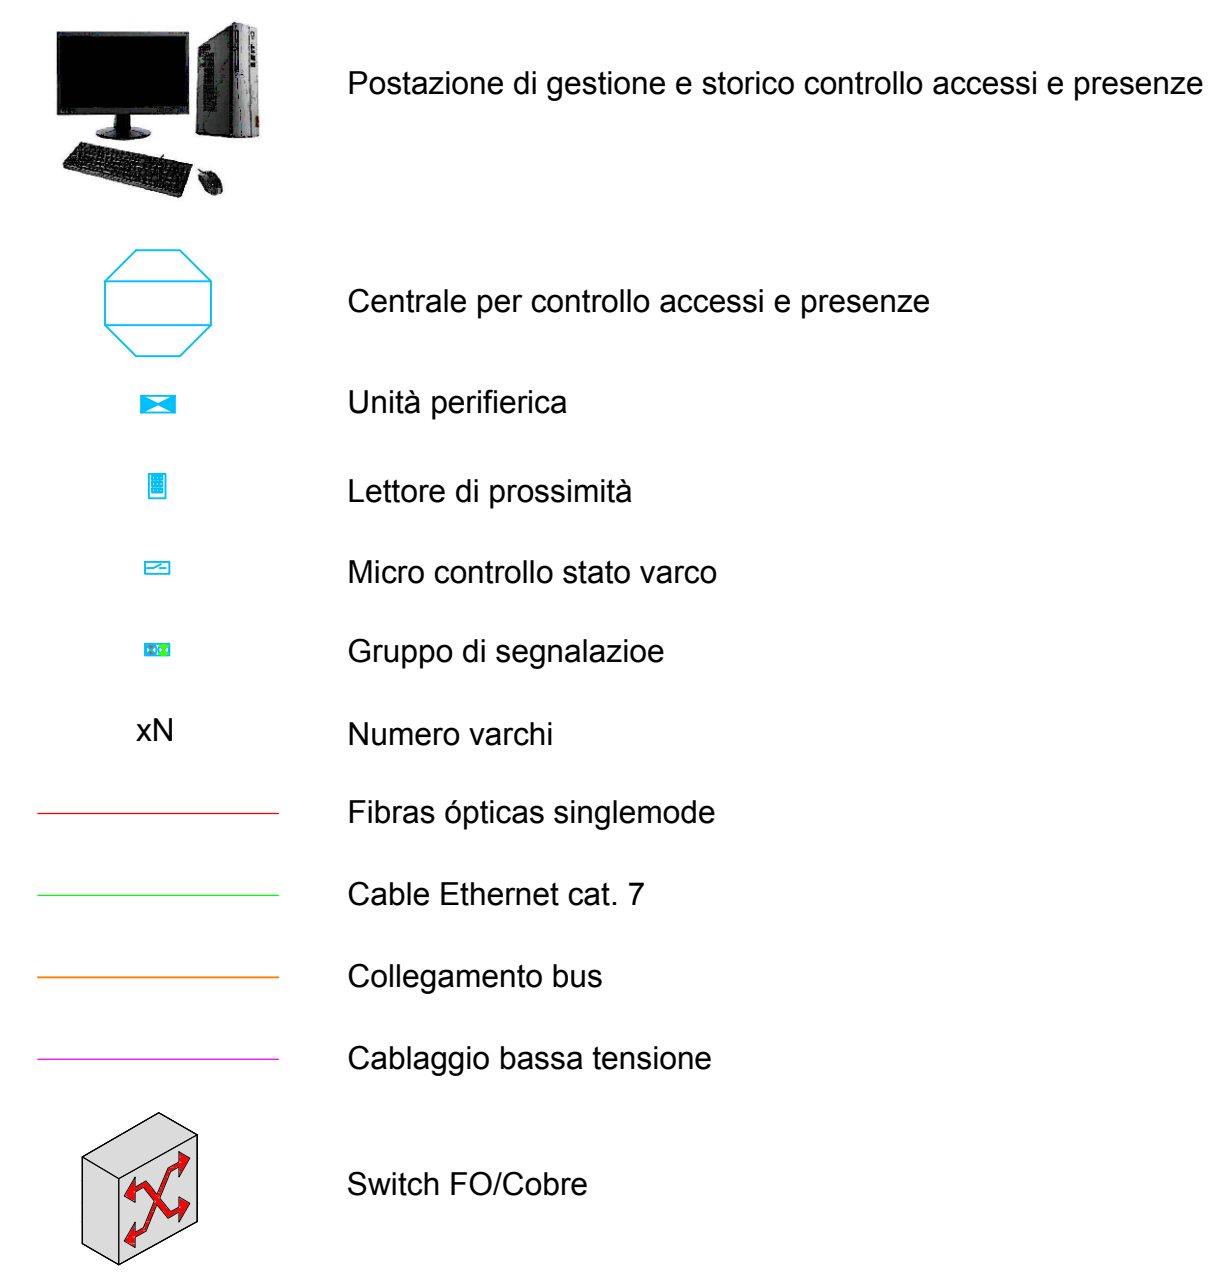 Postazione di gestione e storico controllo accessi e presenze
Centrale per controllo accessi e presenze
Unità perifierica
Lettore di prossimità
Micro controllo stato varco
Gruppo di segnalazioe
xN
Numero varchi
Fibras ópticas singlemode
Cable Ethernet cat. 7
Collegamento bus
Cablaggio bassa tensione
Switch FO/Cobre